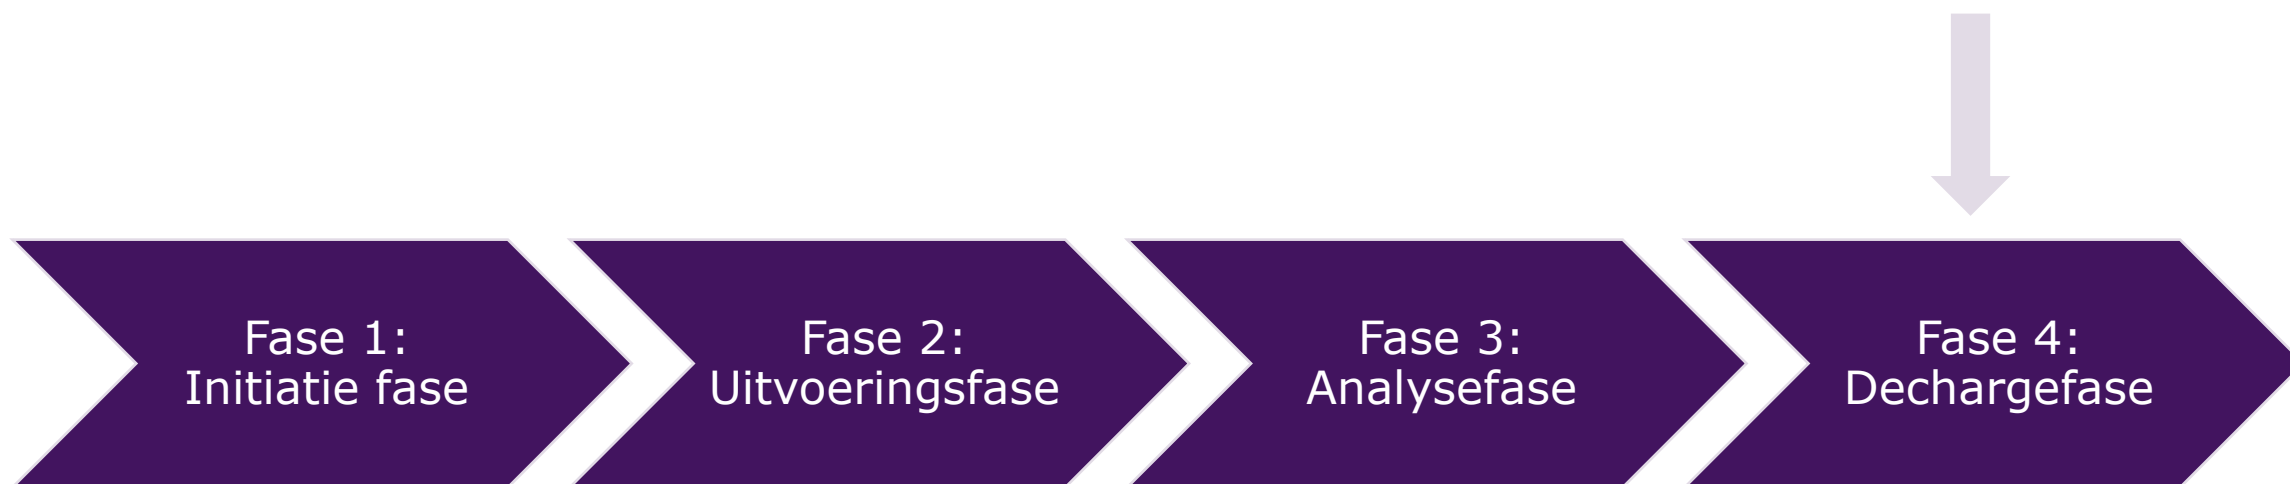 Fase 1:
Initiatie fase
Fase 2:
Uitvoeringsfase
Fase 3:
Analysefase
Fase 4:
Dechargefase